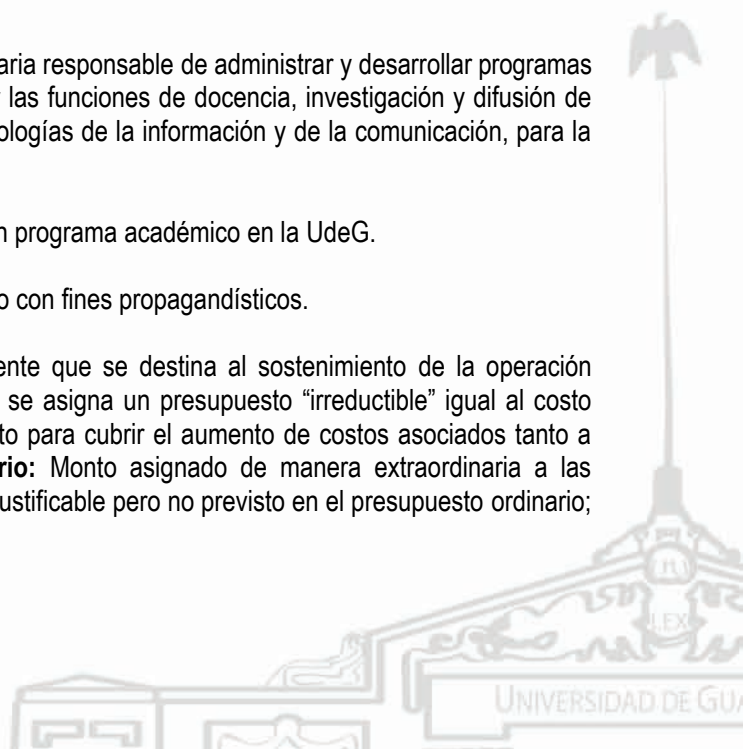 aria responsable de administrar y desarrollar programas
las funciones de docencia, investigación y difusión de
ologías de la información y de la comunicación, para la
n programa académico en la UdeG.
o con fines propagandísticos.
ente que se destina al sostenimiento de la operación
se asigna un presupuesto “irreductible” igual al costo
to para cubrir el aumento de costos asociados tanto a
rio: Monto asignado de manera extraordinaria a las
ustificable pero no previsto en el presupuesto ordinario;
LEX
UNIVERSIDAD DE GUA